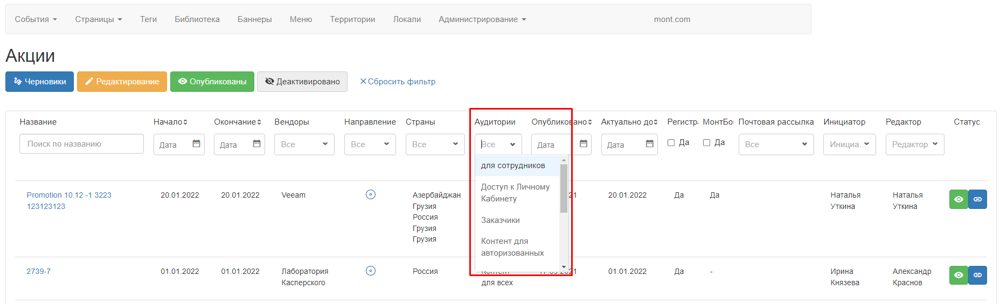 События Страницы Теги Библиотека Баннеры Меню Территории Локали Администрирование mont.com
Акции
Черновики Редактирование Опубликованы Деактивировано Сбросить фильтр
Название Начало Окончание Вендоры Направление Страны Аудитории Опубликовано Актуально до Регистра МонтБо Почтовая рассылка Инициатор Редактор Статус
Поиск по названию Дата Дата Все Все Все Все Дата Дата Да Да Все Инициа... Редактор
для сотрудников
Доступ к Личному
Кабинету
Заказчики
Контент для
авторизованных
Promotion 10.12 -1 3223 20.01.2022 20.01.2022 Veeam Азербайджан 20.01.2022 Да Да Наталья Наталья
123123123 Грузия Уткина Уткина
Россия
Грузия
Грузия
2739-7 01.01.2022 01.01.2022 Лаборатория Россия Контент 01.01.2022 Да - Ирина Александр
Касперского для всех Князева Краснов